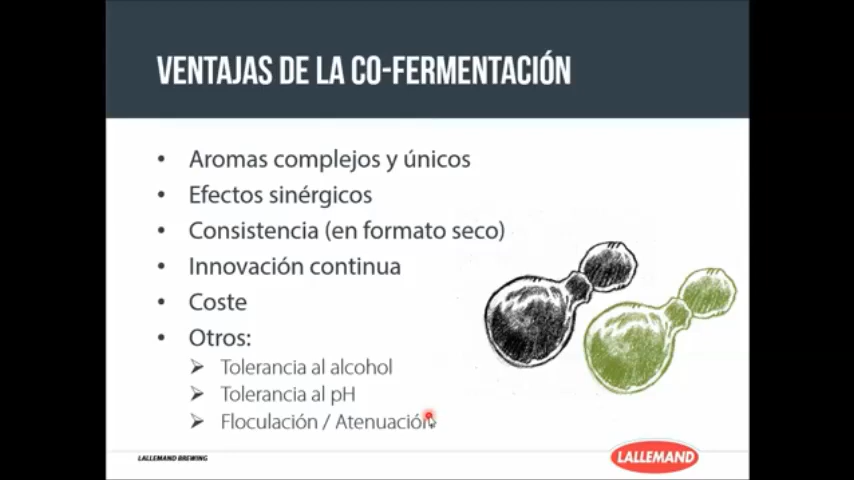 VENTAJAS DE LA CO-FERMENTACIÓN
• Aromas complejos y únicos
• Efectos sinérgicos
• Consistencia (en formato seco)
• Innovación continua
• Coste
• Otros:
➢ Tolerancia al alcohol
➢ Tolerancia al pH
➢ Floculación / Atenuación
LALLEMAND BREWING
LALLEMAND